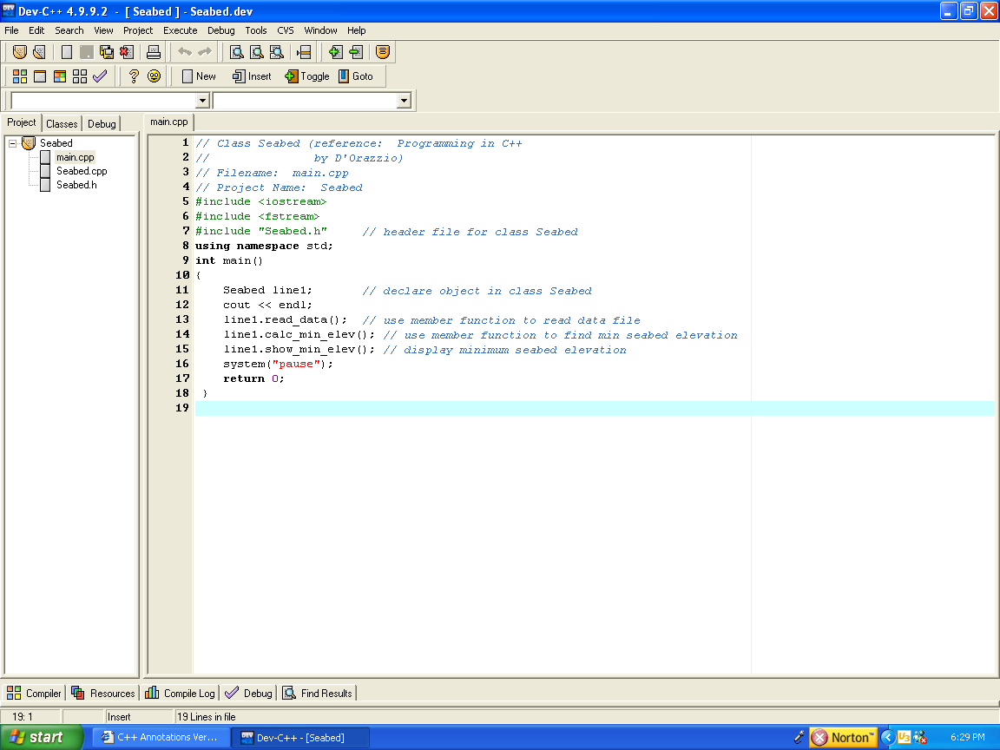 Dev-C++ 4.9.9.2 - [ Seabed ] - Seabed.dev
File Edit Search View Project Execute Debug Tools CVS Window Help
New Insert Toggle Goto
Project Classes Debug
main.cpp
Seabed
main.cpp
Seabed.cpp
Seabed.h
1 // Class Seabed (reference:  Programming in C++
2 //               by D'Orazzio)
3 // Filename:  main.cpp
4 // Project Name:  Seabed
5 #include <iostream>
6 #include <fstream>
7 #include "Seabed.h"     // header file for class Seabed
8 using namespace std;
9 int main()
10 {
11     Seabed line1;       // declare object in class Seabed
12     cout << endl;
13     line1.read_data();  // use member function to read data file
14     line1.calc_min_elev(); // use member function to find min seabed elevation
15     line1.show_min_elev(); // display minimum seabed elevation
16     system("pause");
17     return 0;
18  }
19
Compiler Resources Compile Log Debug Find Results
19: 1 Insert 19 Lines in file
start C++ Annotations Ver... Dev-C++ - [Seabed] Norton™ 6:29 PM